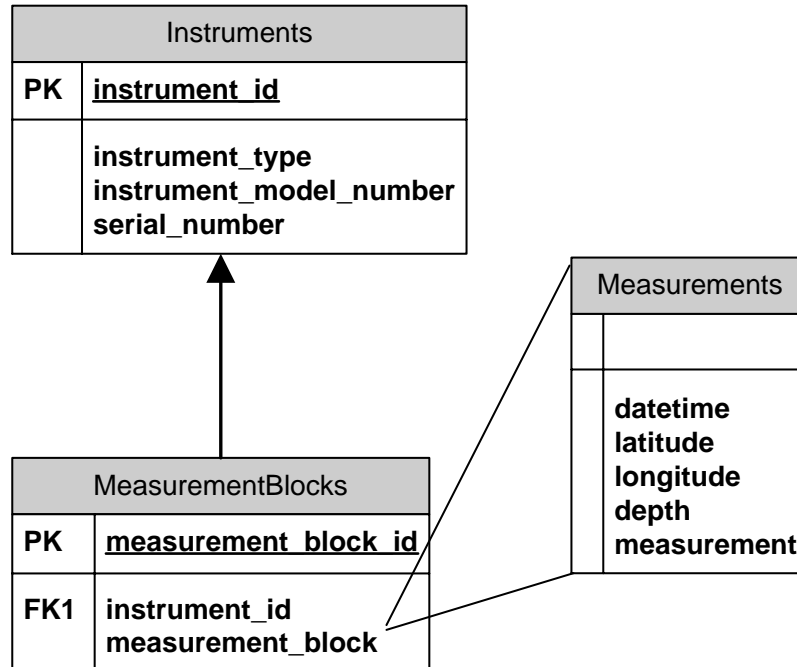 Instruments
PK instrument_id
instrument_type
instrument_model_number
serial_number
Measurements
datetime
latitude
longitude
depth
measurement
MeasurementBlocks
PK measurement_block_id
FK1 instrument_id
measurement_block